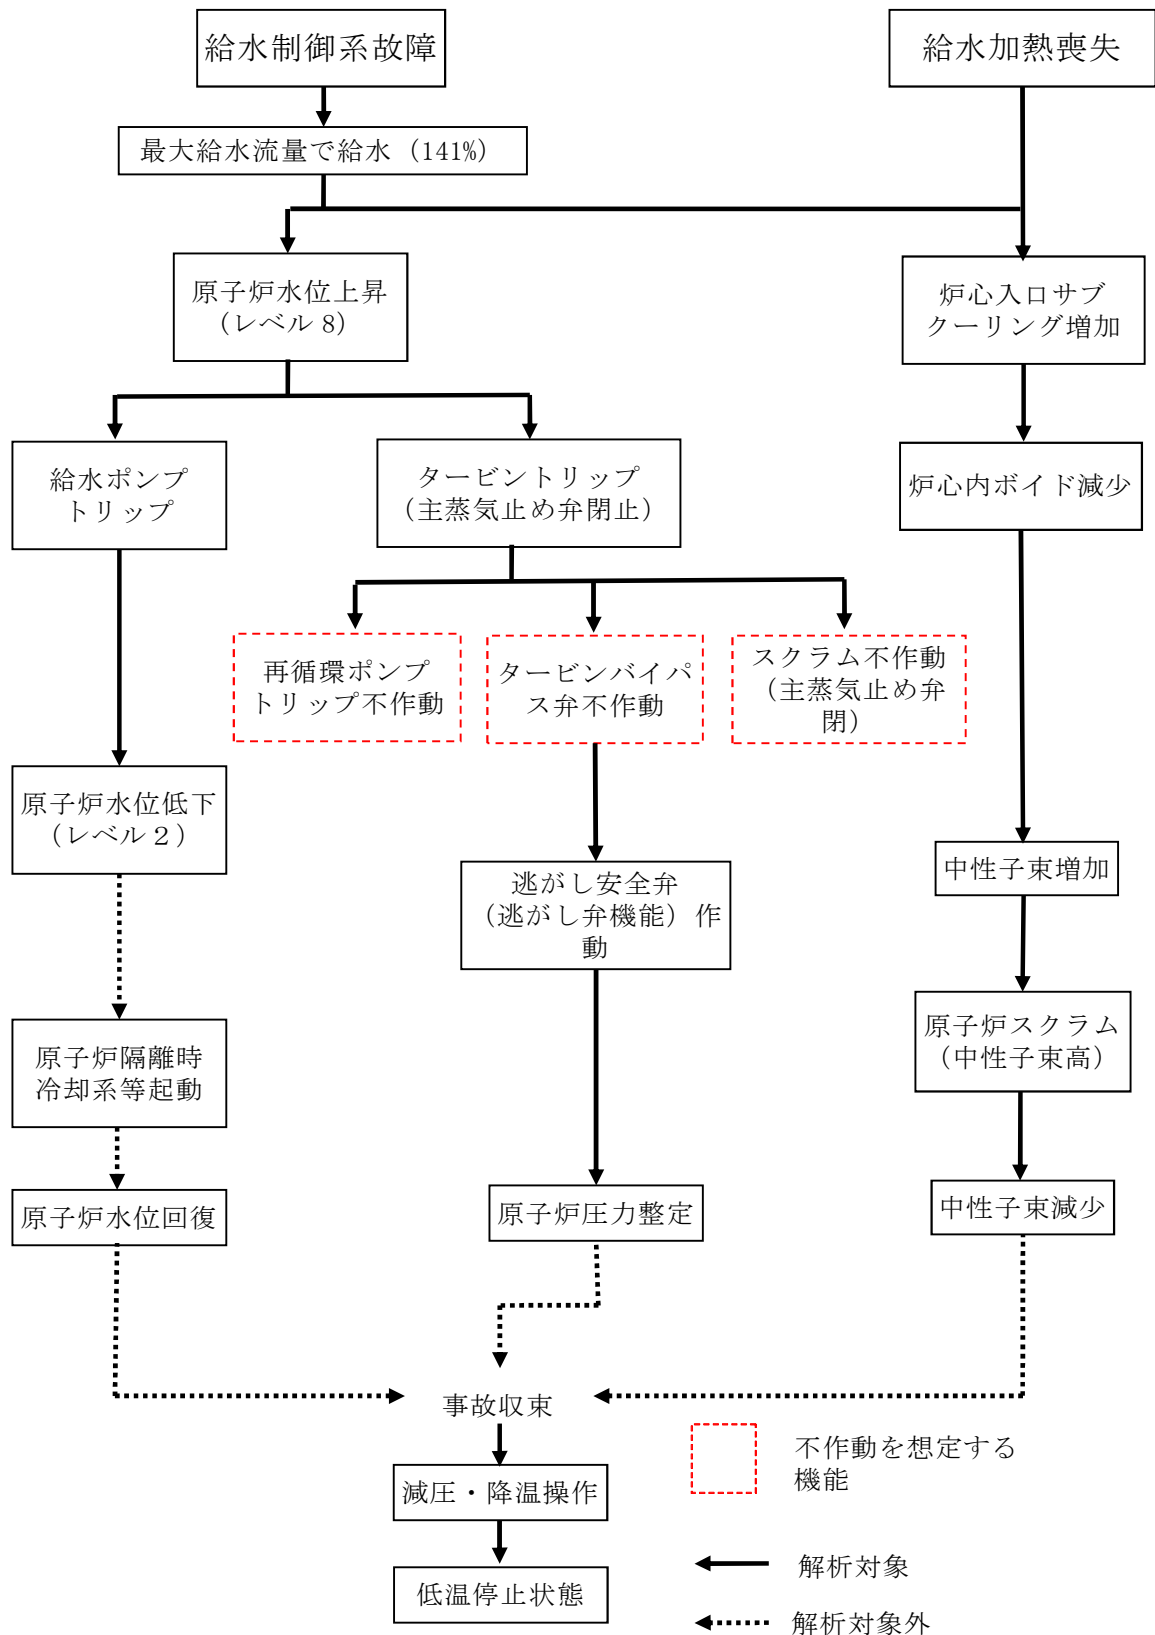 給水制御系故障
給水加熱喪失
最大給水流量で給水（141%）
原子炉水位上昇
（レベル 8）
炉心入口サブ
クーリング増加
給水ポンプ
トリップ
タービントリップ
（主蒸気止め弁閉止）
炉心内ボイド減少
再循環ポンプ
トリップ不作動
タービンバイパ
ス弁不作動
スクラム不作動
（主蒸気止め弁
閉）
原子炉水位低下
（レベル２）
逃がし安全弁
（逃がし弁機能）作
動
中性子束増加
原子炉隔離時
冷却系等起動
原子炉スクラム
（中性子束高）
原子炉水位回復
原子炉圧力整定
中性子束減少
事故収束
減圧・降温操作
低温停止状態
不作動を想定する
機能
解析対象
解析対象外